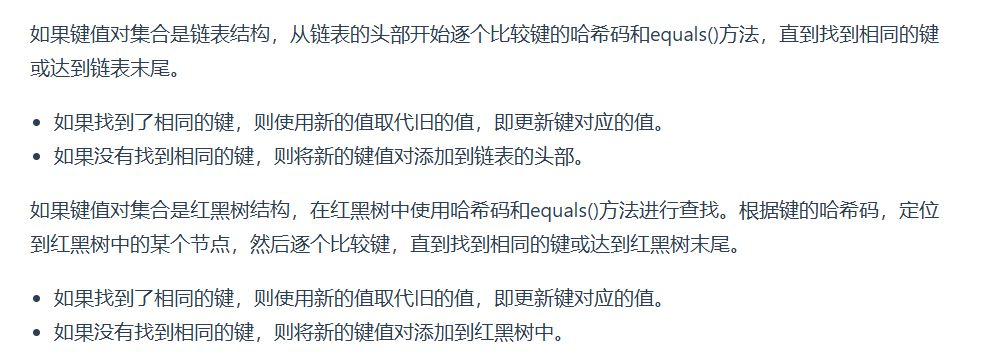 如果键值对集合是链表结构，从链表的头部开始逐个比较键的哈希码和equals()方法，直到找到相同的键
或达到链表末尾。
• 如果找到了相同的键，则使用新的值取代旧的值，即更新键对应的值。
• 如果没有找到相同的键，则将新的键值对添加到链表的头部。
如果键值对集合是红黑树结构，在红黑树中使用哈希码和equals()方法进行查找。根据键的哈希码，定位
到红黑树中的某个节点，然后逐个比较键，直到找到相同的键或达到红黑树末尾。
• 如果找到了相同的键，则使用新的值取代旧的值，即更新键对应的值。
• 如果没有找到相同的键，则将新的键值对添加到红黑树中。